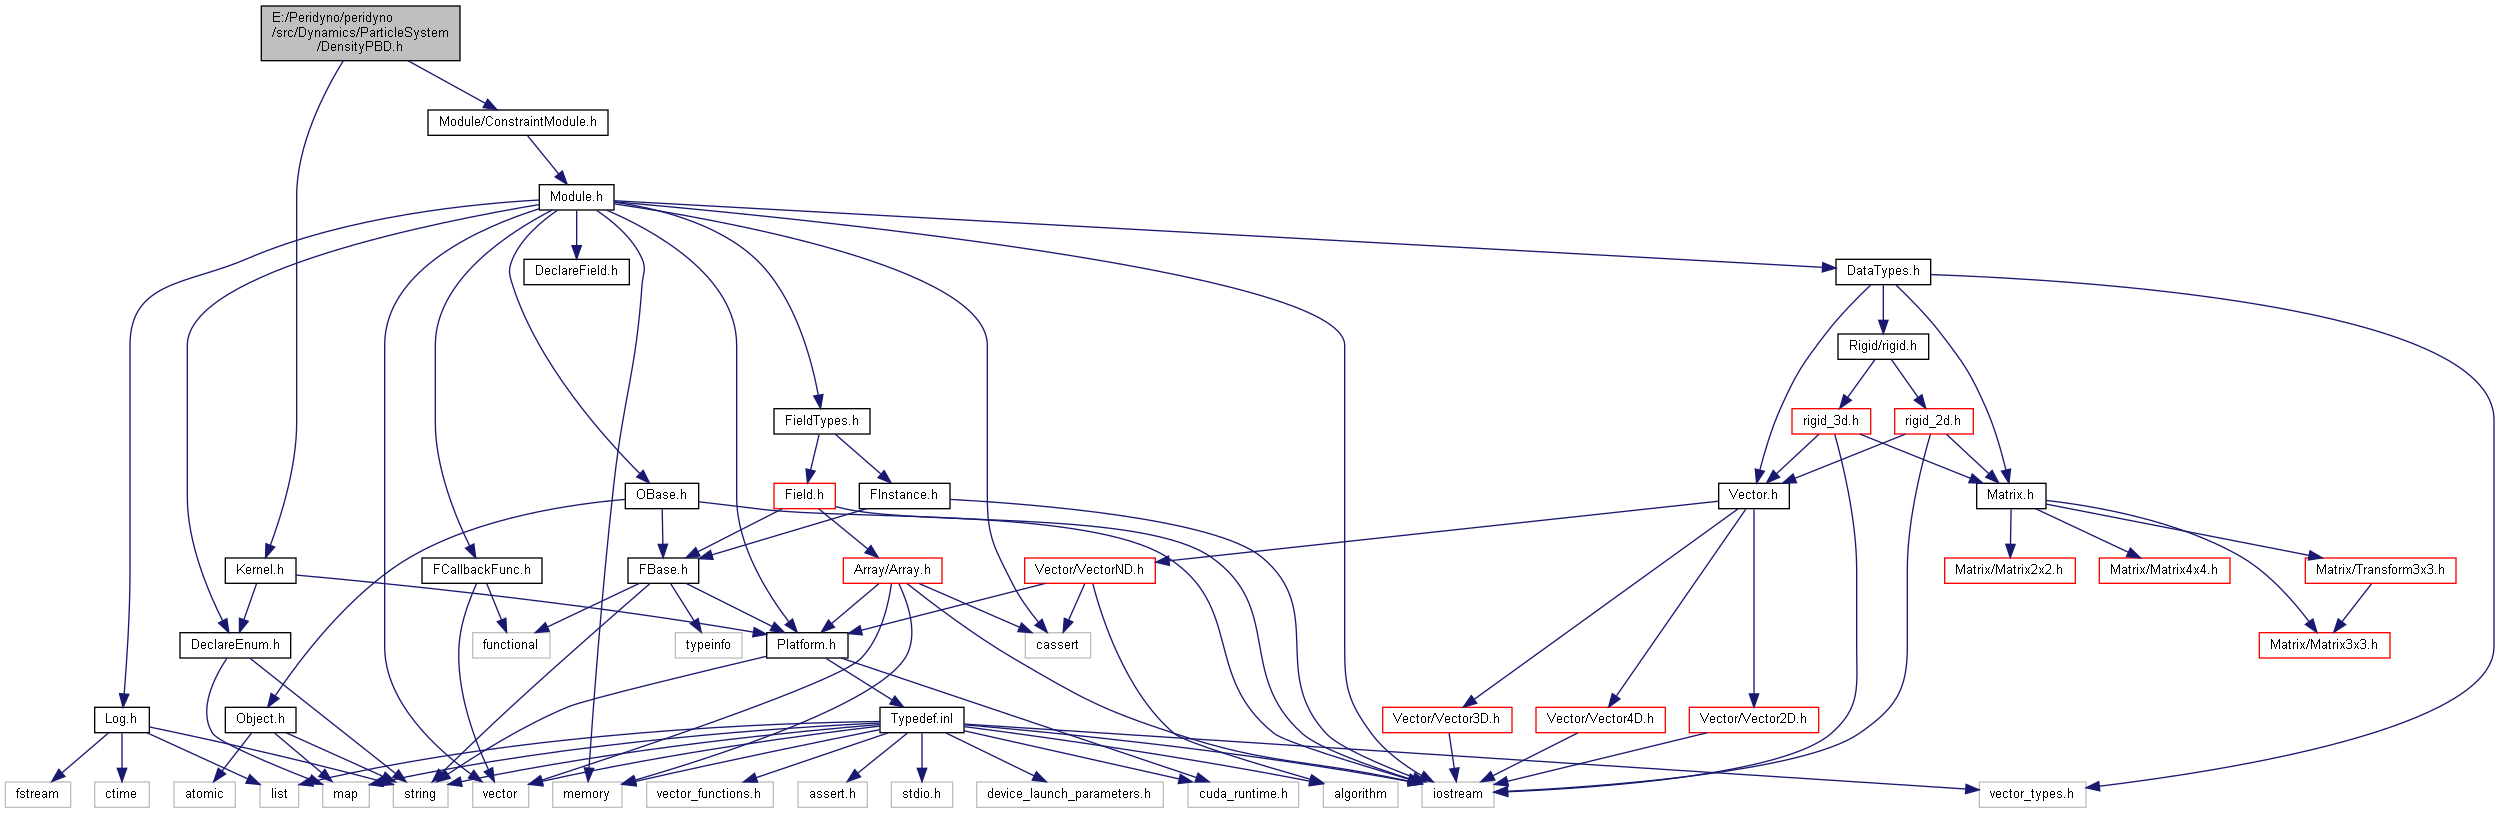 E:/Peridyno/peridyno
/src/Dynamics/ParticleSystem
/DensityPBD.h
Module/ConstraintModule.h
Module.h
DeclareField.h
DataTypes.h
Rigid/rigid.h
FieldTypes.h
rigid_3d.h
rigid_2d.h
OBase.h
Field.h
FInstance.h
Vector.h
Matrix.h
Kernel.h
FCallbackFunc.h
FBase.h
Array/Array.h
Vector/VectorND.h
Matrix/Matrix2x2.h
Matrix/Matrix4x4.h
Matrix/Transform3x3.h
DeclareEnum.h
functional
typeinfo
Platform.h
cassert
Matrix/Matrix3x3.h
Log.h
Object.h
Typedef.inl
Vector/Vector3D.h
Vector/Vector4D.h
Vector/Vector2D.h
fstream
ctime
atomic
list
map
string
vector
memory
vector_functions.h
assert.h
stdio.h
device_launch_parameters.h
cuda_runtime.h
algorithm
iostream
vector_types.h